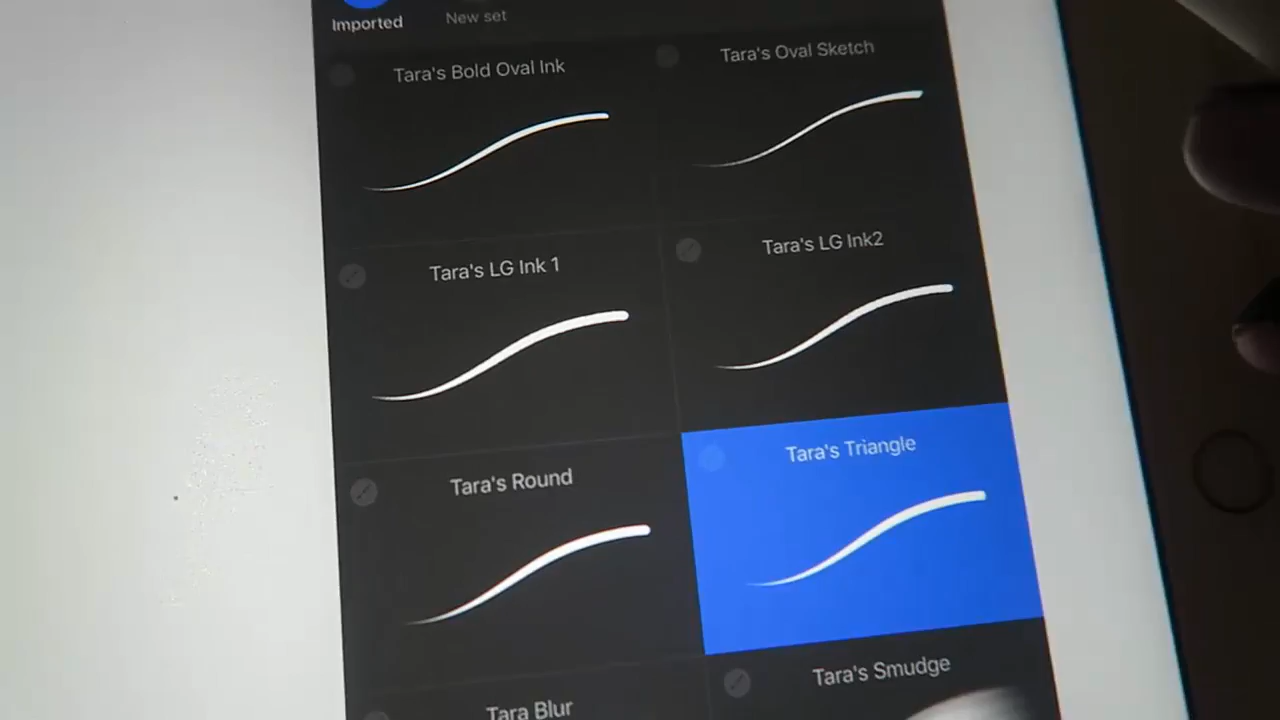 Imported
New set
Tara's Bold Oval Ink
Tara's Oval Sketch
Tara's LG Ink 1
Tara's LG Ink2
Tara's Round
Tara's Triangle
Tara Blur
Tara's Smudge